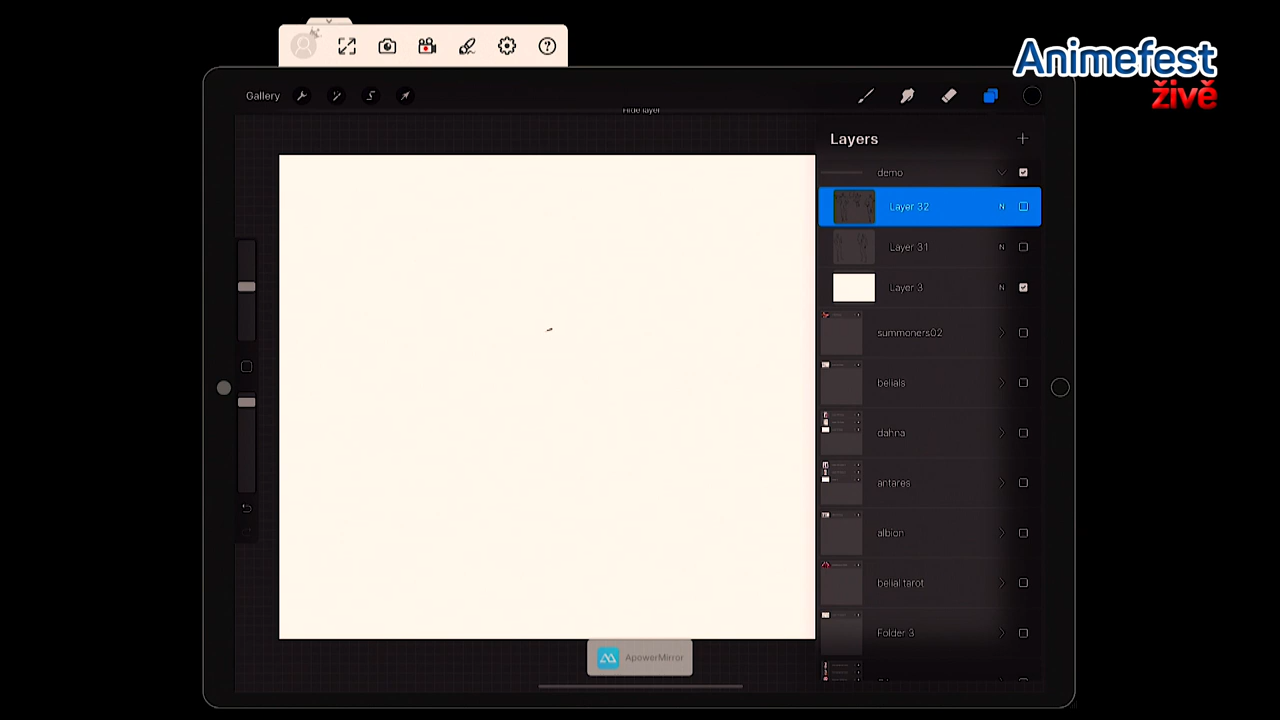 Animefest
živě
Gallery
Hide layer
Layers
demo
Layer 32
N
Layer 31
N
Layer 3
N
summoners02
belials
dahna
antares
albion
belial tarot
Folder 3
ApowerMirror